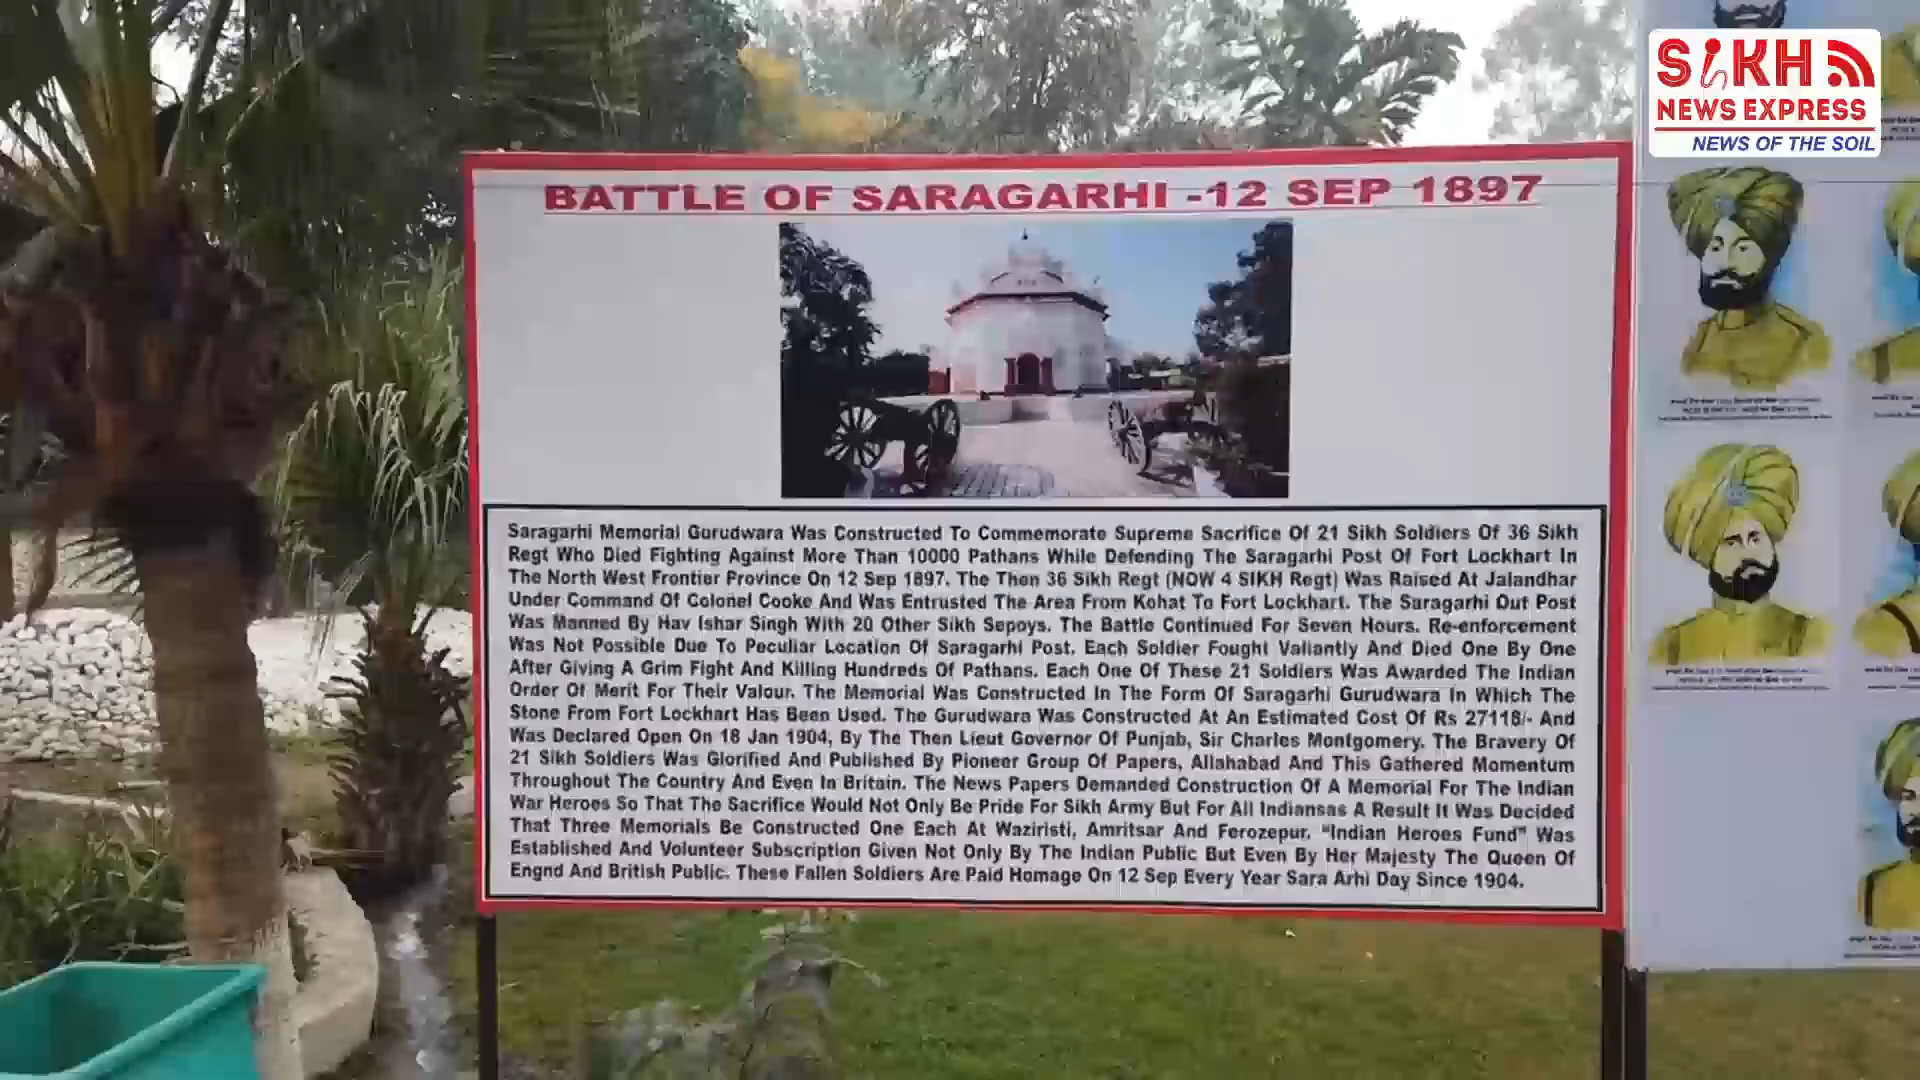 SIKH
NEWS EXPRESS
NEWS OF THE SOIL
BATTLE OF SARAGARHI -12 SEP 1897
Saragarhi Memorial Gurudwara Was Constructed To Commemorate Supreme Sacrifice Of 21 Sikh Soldiers Of 36 Sikh
Regt Who Died Fighting Against More Than 10000 Pathans While Defending The Saragarhi Post Of Fort Lockhart In
The North West Frontier Province On 12 Sep 1897. The Then 36 Sikh Regt (NOW 4 SIKH Regt) Was Raised At Jalandhar
Under Command Of Colonel Cooke And Was Entrusted The Area From Kohat To Fort Lockhart. The Saragarhi Out Post
Was Manned By Hav Ishar Singh With 20 Other Sikh Sepoys. The Battle Continued For Seven Hours. Re-enforcement
Was Not Possible Due To Peculiar Location Of Saragarhi Post. Each Soldier Fought Valiantly And Died One By One
After Giving A Grim Fight And Killing Hundreds Of Pathans. Each One Of These 21 Soldiers Was Awarded The Indian
Order Of Merit For Their Valour. The Memorial Was Constructed In The Form Of Saragarhi Gurudwara In Which The
Stone From Fort Lockhart Has Been Used. The Gurudwara Was Constructed At An Estimated Cost Of Rs 27118/- And
Was Declared Open On 18 Jan 1904, By The Then Lieut Governor Of Punjab, Sir Charles Montgomery. The Bravery Of
21 Sikh Soldiers Was Glorified And Published By Pioneer Group Of Papers, Allahabad And This Gathered Momentum
Throughout The Country And Even In Britain. The News Papers Demanded Construction Of A Memorial For The Indian
War Heroes So That The Sacrifice Would Not Only Be Pride For Sikh Army But For All Indiansas A Result It Was Decided
That Three Memorials Be Constructed One Each At Waziristi, Amritsar And Ferozepur. "Indian Heroes Fund" Was
Established And Volunteer Subscription Given Not Only By The Indian Public But Even By Her Majesty The Queen Of
Engnd And British Public. These Fallen Soldiers Are Paid Homage On 12 Sep Every Year Sara Arhi Day Since 1904.